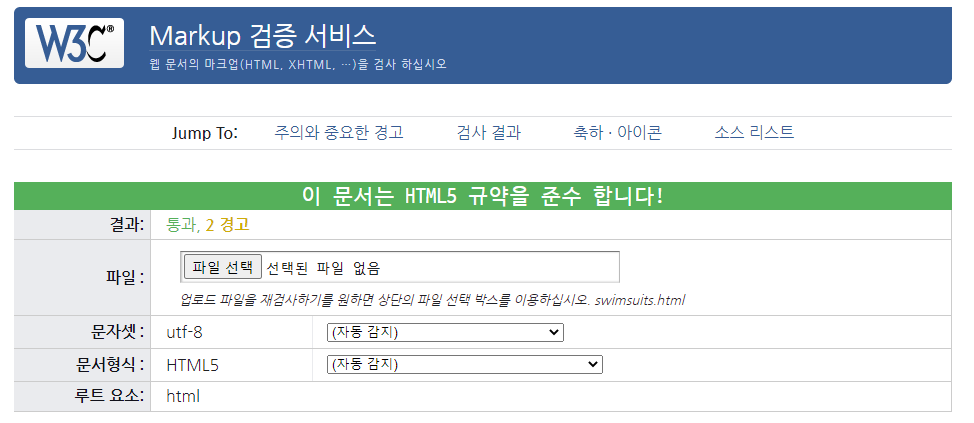 W3C®
Markup 검증 서비스
웹 문서의 마크업(HTML, XHTML, …)을 검사 하십시오
Jump To: 주의와 중요한 경고 검사 결과 축하 · 아이콘 소스 리스트
이 문서는 HTML5 규약을 준수 합니다!
결과: 통과, 2 경고
파일 : 파일 선택 선택된 파일 없음
업로드 파일을 재검사하기를 원하면 상단의 파일 선택 박스를 이용하십시오. swimsuits.html
문자셋 : utf-8 (자동 감지)
문서형식 : HTML5 (자동 감지)
루트 요소: html